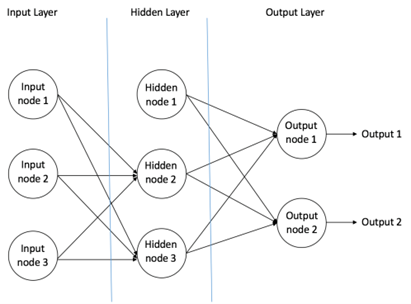 Input Layer
Hidden Layer
Output Layer
Input
node 1
Hidden
node 1
Output
node 1
Output 1
Input
node 2
Hidden
node 2
Output
node 2
Output 2
Input
node 3
Hidden
node 3